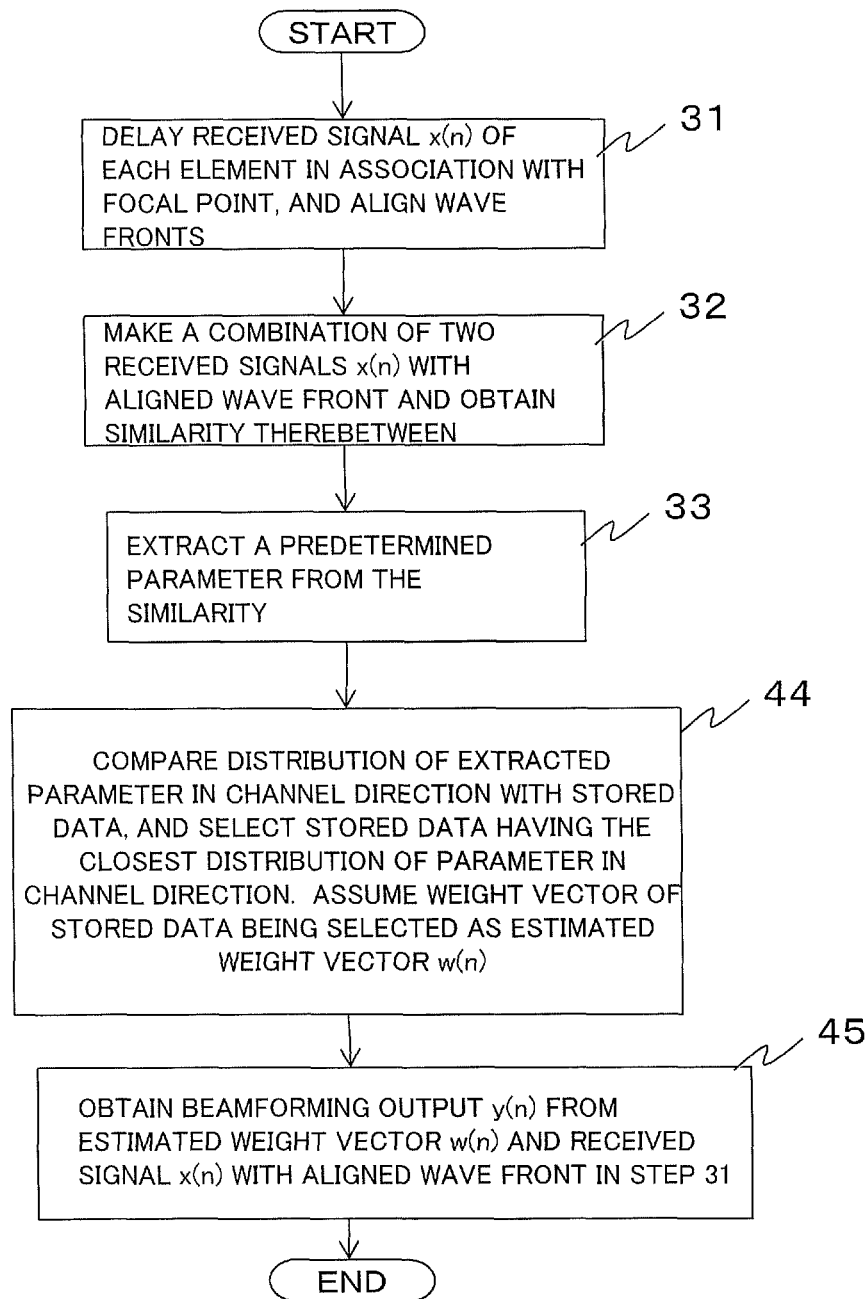 START
31
DELAY RECEIVED SIGNAL x(n) OF
EACH ELEMENT IN ASSOCIATION WITH
FOCAL POINT, AND ALIGN WAVE
FRONTS
32
MAKE A COMBINATION OF TWO
RECEIVED SIGNALS x(n) WITH
ALIGNED WAVE FRONT AND OBTAIN
SIMILARITY THEREBETWEEN
33
EXTRACT A PREDETERMINED
PARAMETER FROM THE
SIMILARITY
44
COMPARE DISTRIBUTION OF EXTRACTED
PARAMETER IN CHANNEL DIRECTION WITH STORED
DATA, AND SELECT STORED DATA HAVING THE
CLOSEST DISTRIBUTION OF PARAMETER IN
CHANNEL DIRECTION. ASSUME WEIGHT VECTOR OF
STORED DATA BEING SELECTED AS ESTIMATED
WEIGHT VECTOR w(n)
45
OBTAIN BEAMFORMING OUTPUT y(n) FROM
ESTIMATED WEIGHT VECTOR w(n) AND RECEIVED
SIGNAL x(n) WITH ALIGNED WAVE FRONT IN STEP 31
END